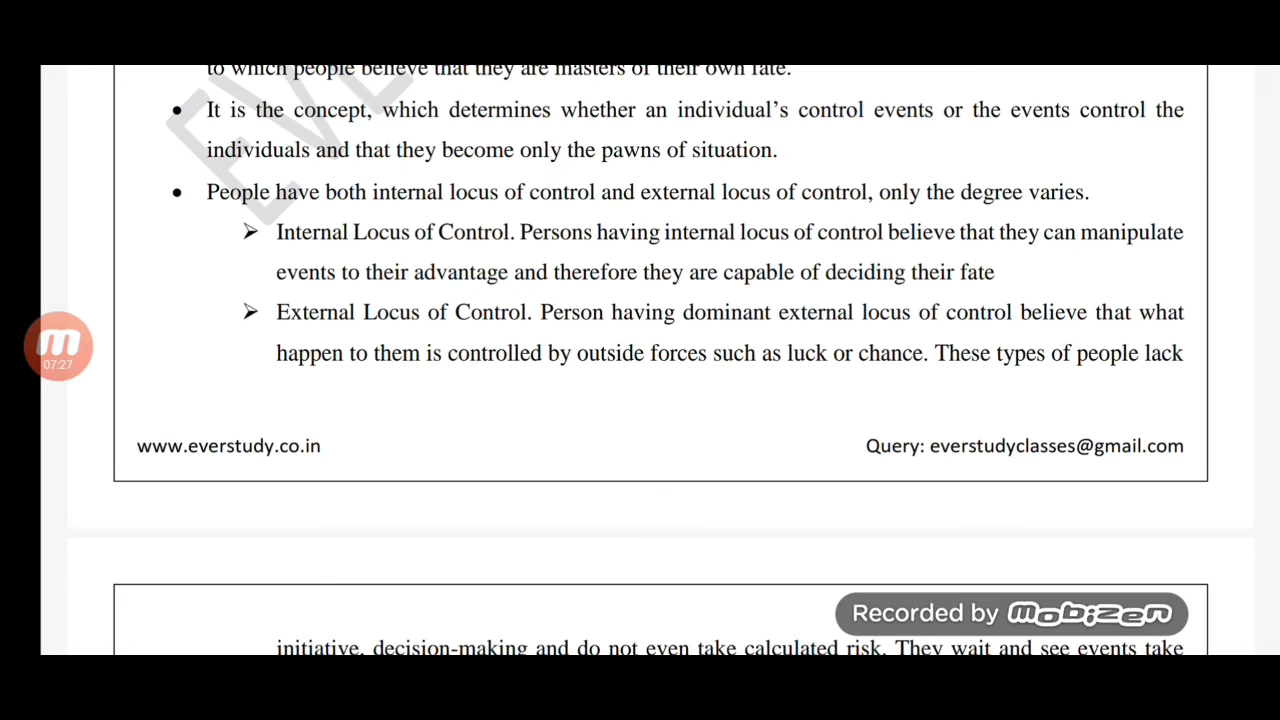 to which people believe that they are masters of their own fate.
• It is the concept, which determines whether an individual's control events or the events control the
individuals and that they become only the pawns of situation.
• People have both internal locus of control and external locus of control, only the degree varies.
➢ Internal Locus of Control. Persons having internal locus of control believe that they can manipulate
events to their advantage and therefore they are capable of deciding their fate
➢ External Locus of Control. Person having dominant external locus of control believe that what
happen to them is controlled by outside forces such as luck or chance. These types of people lack
m
07:27
www.everstudy.co.in Query: everstudyclasses@gmail.com
Recorded by mobizen
initiative, decision-making and do not even take calculated risk. They wait and see events take